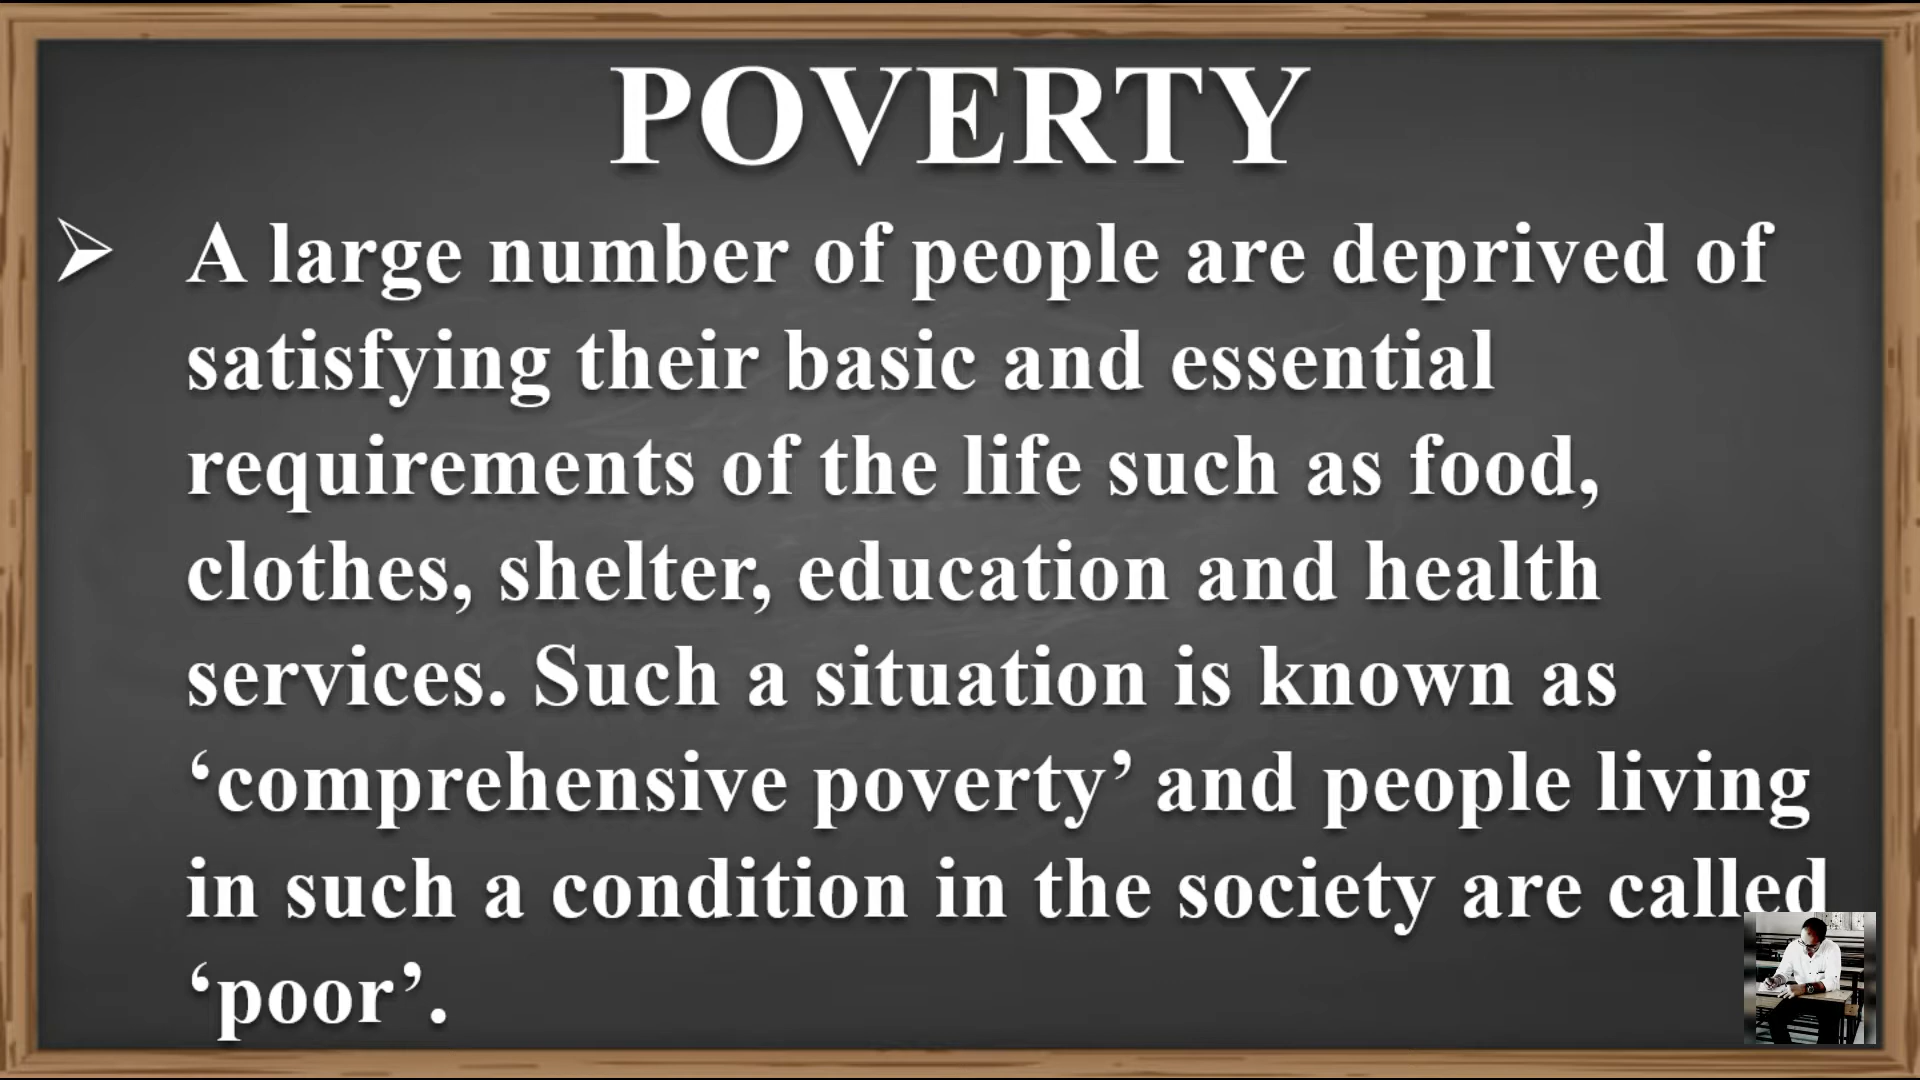 POVERTY
➢ A large number of people are deprived of
satisfying their basic and essential
requirements of the life such as food,
clothes, shelter, education and health
services. Such a situation is known as
‘comprehensive poverty’ and people living
in such a condition in the society are called
‘poor’.